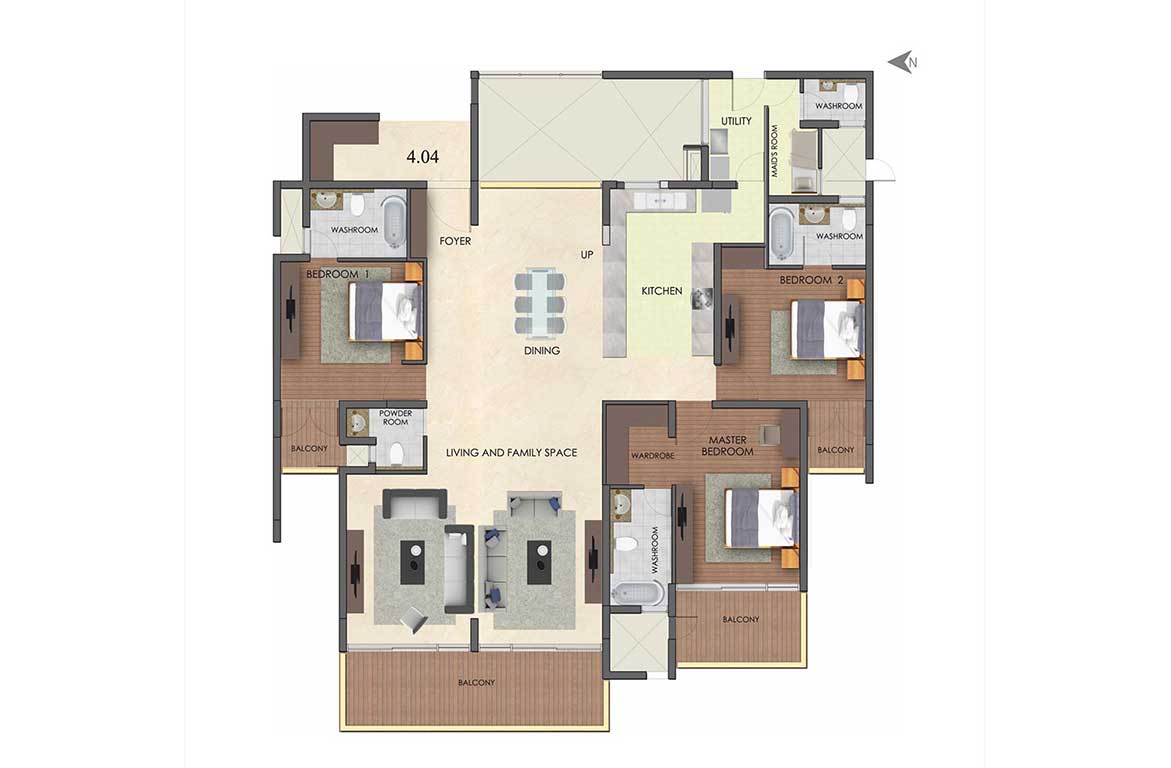 N
WASHROOM
UTILITY
MAID'S ROOM
4.04
WASHROOM
FOYER
WASHROOM
UP
BEDROOM 1
BEDROOM 2
KITCHEN
DINING
POWDER
ROOM
BALCONY
LIVING AND FAMILY SPACE
MASTER
BEDROOM
WARDROBE
BALCONY
WASHROOM
BALCONY
BALCONY